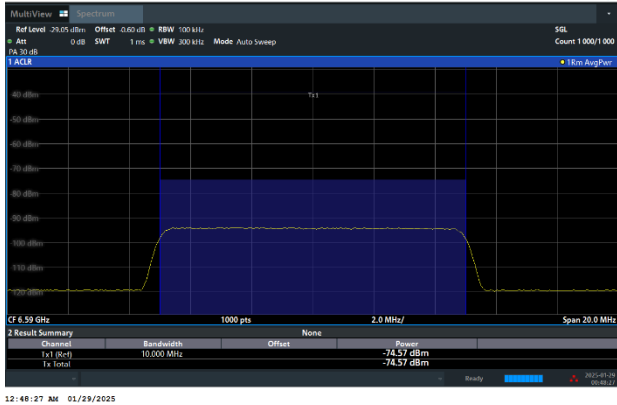 MultiView Spectrum
Ref Level -29.05 dBm Offset -0.60 dB RBW 100 kHz SGL
Att 0 dB SWT 1 ms VBW 300 kHz Mode Auto Sweep Count 1 000/1 000
PA 30 dB
1 ACLR 1Rm AvgPwr
Tx1
-40 dBm
-50 dBm
-60 dBm
-70 dBm
-80 dBm
-90 dBm
-100 dBm
-110 dBm
-120 dBm
CF 6.59 GHz 1000 pts 2.0 MHz/ Span 20.0 MHz
2 Result Summary None
Channel Bandwidth Offset Power
Tx1 (Ref) 10.000 MHz -74.57 dBm
Tx Total -74.57 dBm
Ready 2025-01-29
00:48:27
12:48:27 AM 01/29/2025